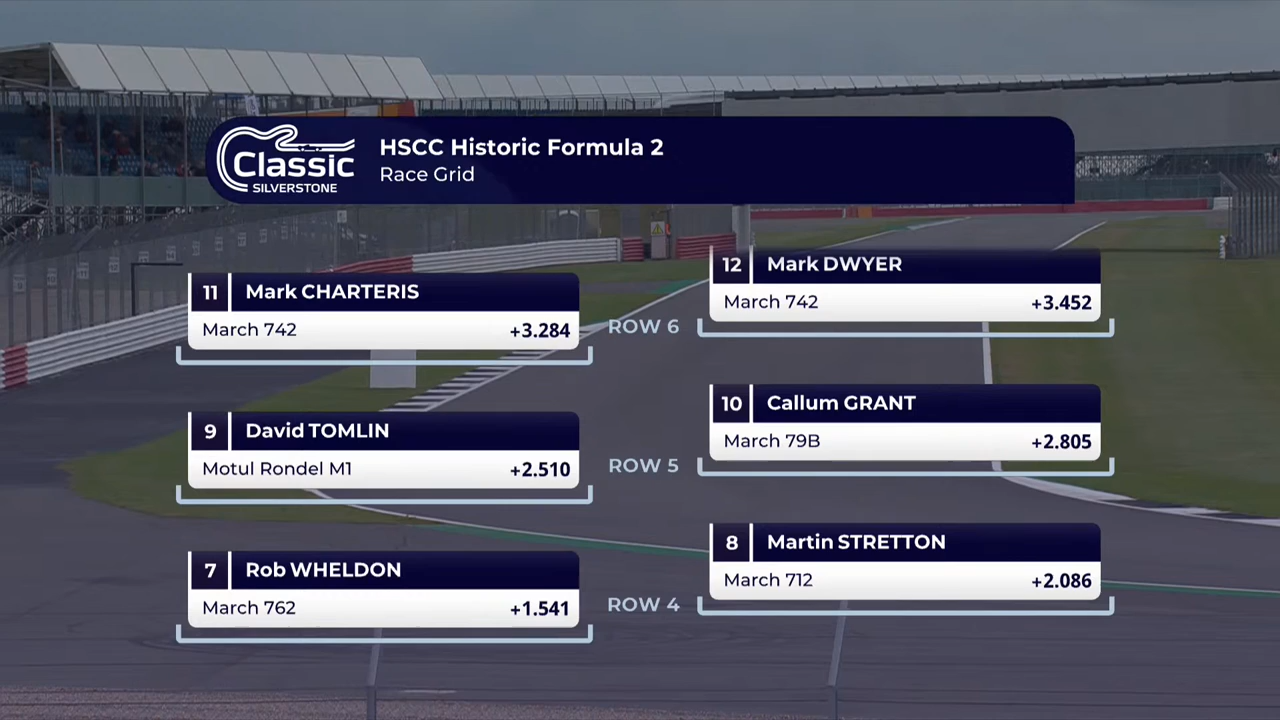 Classic
SILVERSTONE
HSCC Historic Formula 2
Race Grid
11 Mark CHARTERIS
March 742 +3.284
ROW 6
12 Mark DWYER
March 742 +3.452
9 David TOMLIN
Motul Rondel M1 +2.510
ROW 5
10 Callum GRANT
March 79B +2.805
7 Rob WHELDON
March 762 +1.541
ROW 4
8 Martin STRETTON
March 712 +2.086